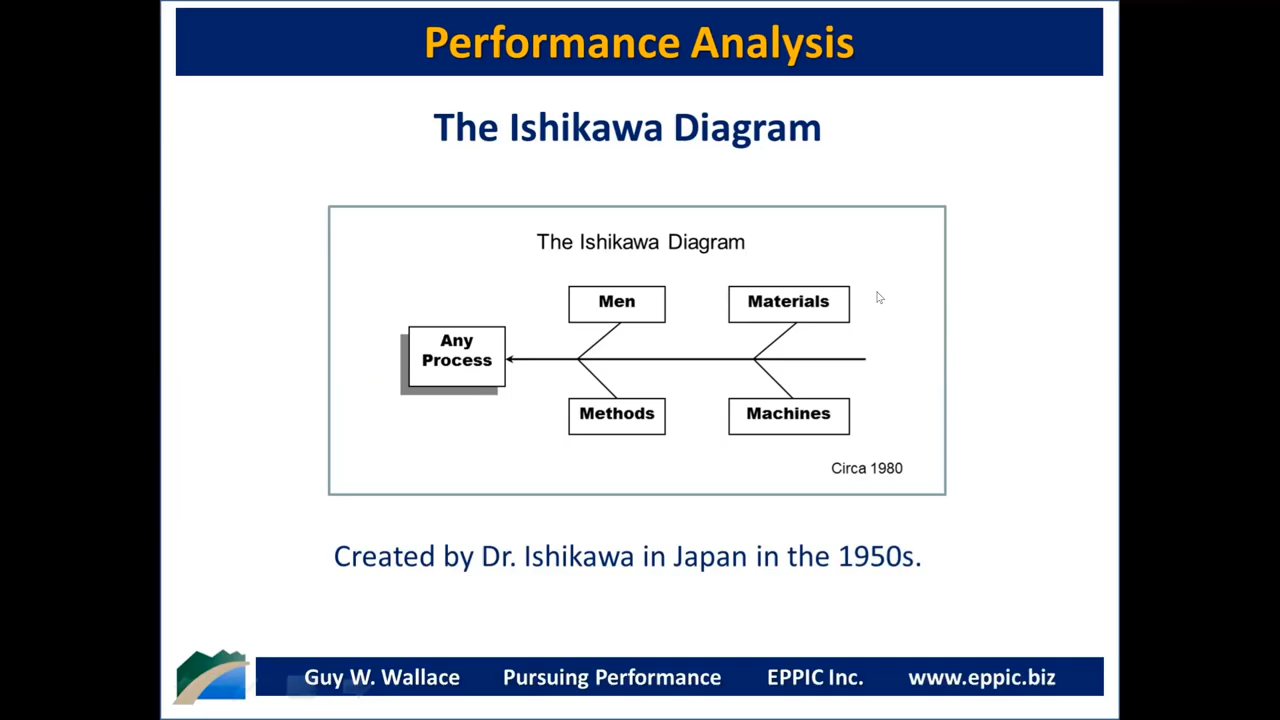 Performance Analysis
The Ishikawa Diagram
The Ishikawa Diagram
Men
Materials
Any
Process
Methods
Machines
Circa 1980
Created by Dr. Ishikawa in Japan in the 1950s.
Guy W. Wallace Pursuing Performance EPPIC Inc. www.eppic.biz